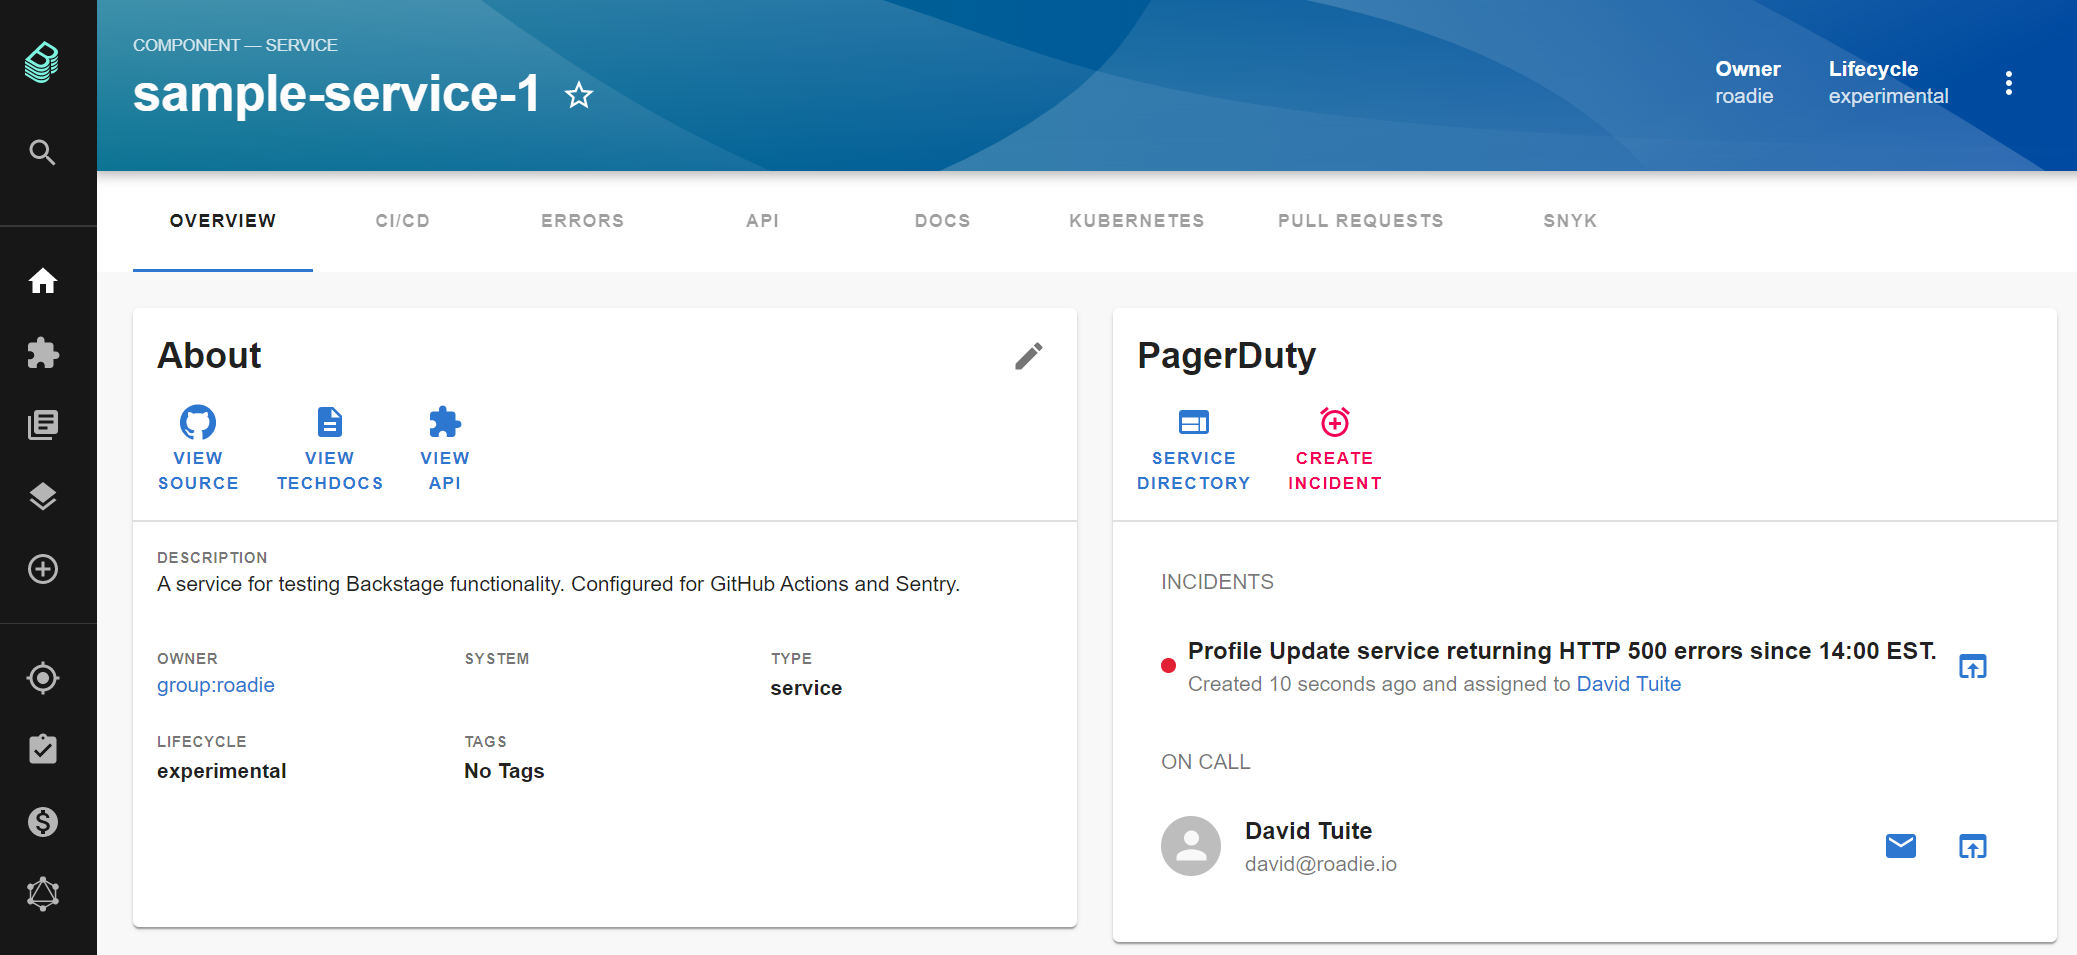 COMPONENT — SERVICE
sample-service-1
Owner
roadie
Lifecycle
experimental
OVERVIEW
CI/CD
ERRORS
API
DOCS
KUBERNETES
PULL REQUESTS
SNYK
About
VIEW
SOURCE
VIEW
TECHDOCS
VIEW
API
DESCRIPTION
A service for testing Backstage functionality. Configured for GitHub Actions and Sentry.
OWNER
group:roadie
SYSTEM
TYPE
service
LIFECYCLE
experimental
TAGS
No Tags
PagerDuty
SERVICE
DIRECTORY
CREATE
INCIDENT
INCIDENTS
Profile Update service returning HTTP 500 errors since 14:00 EST.
Created 10 seconds ago and assigned to David Tuite
ON CALL
David Tuite
david@roadie.io